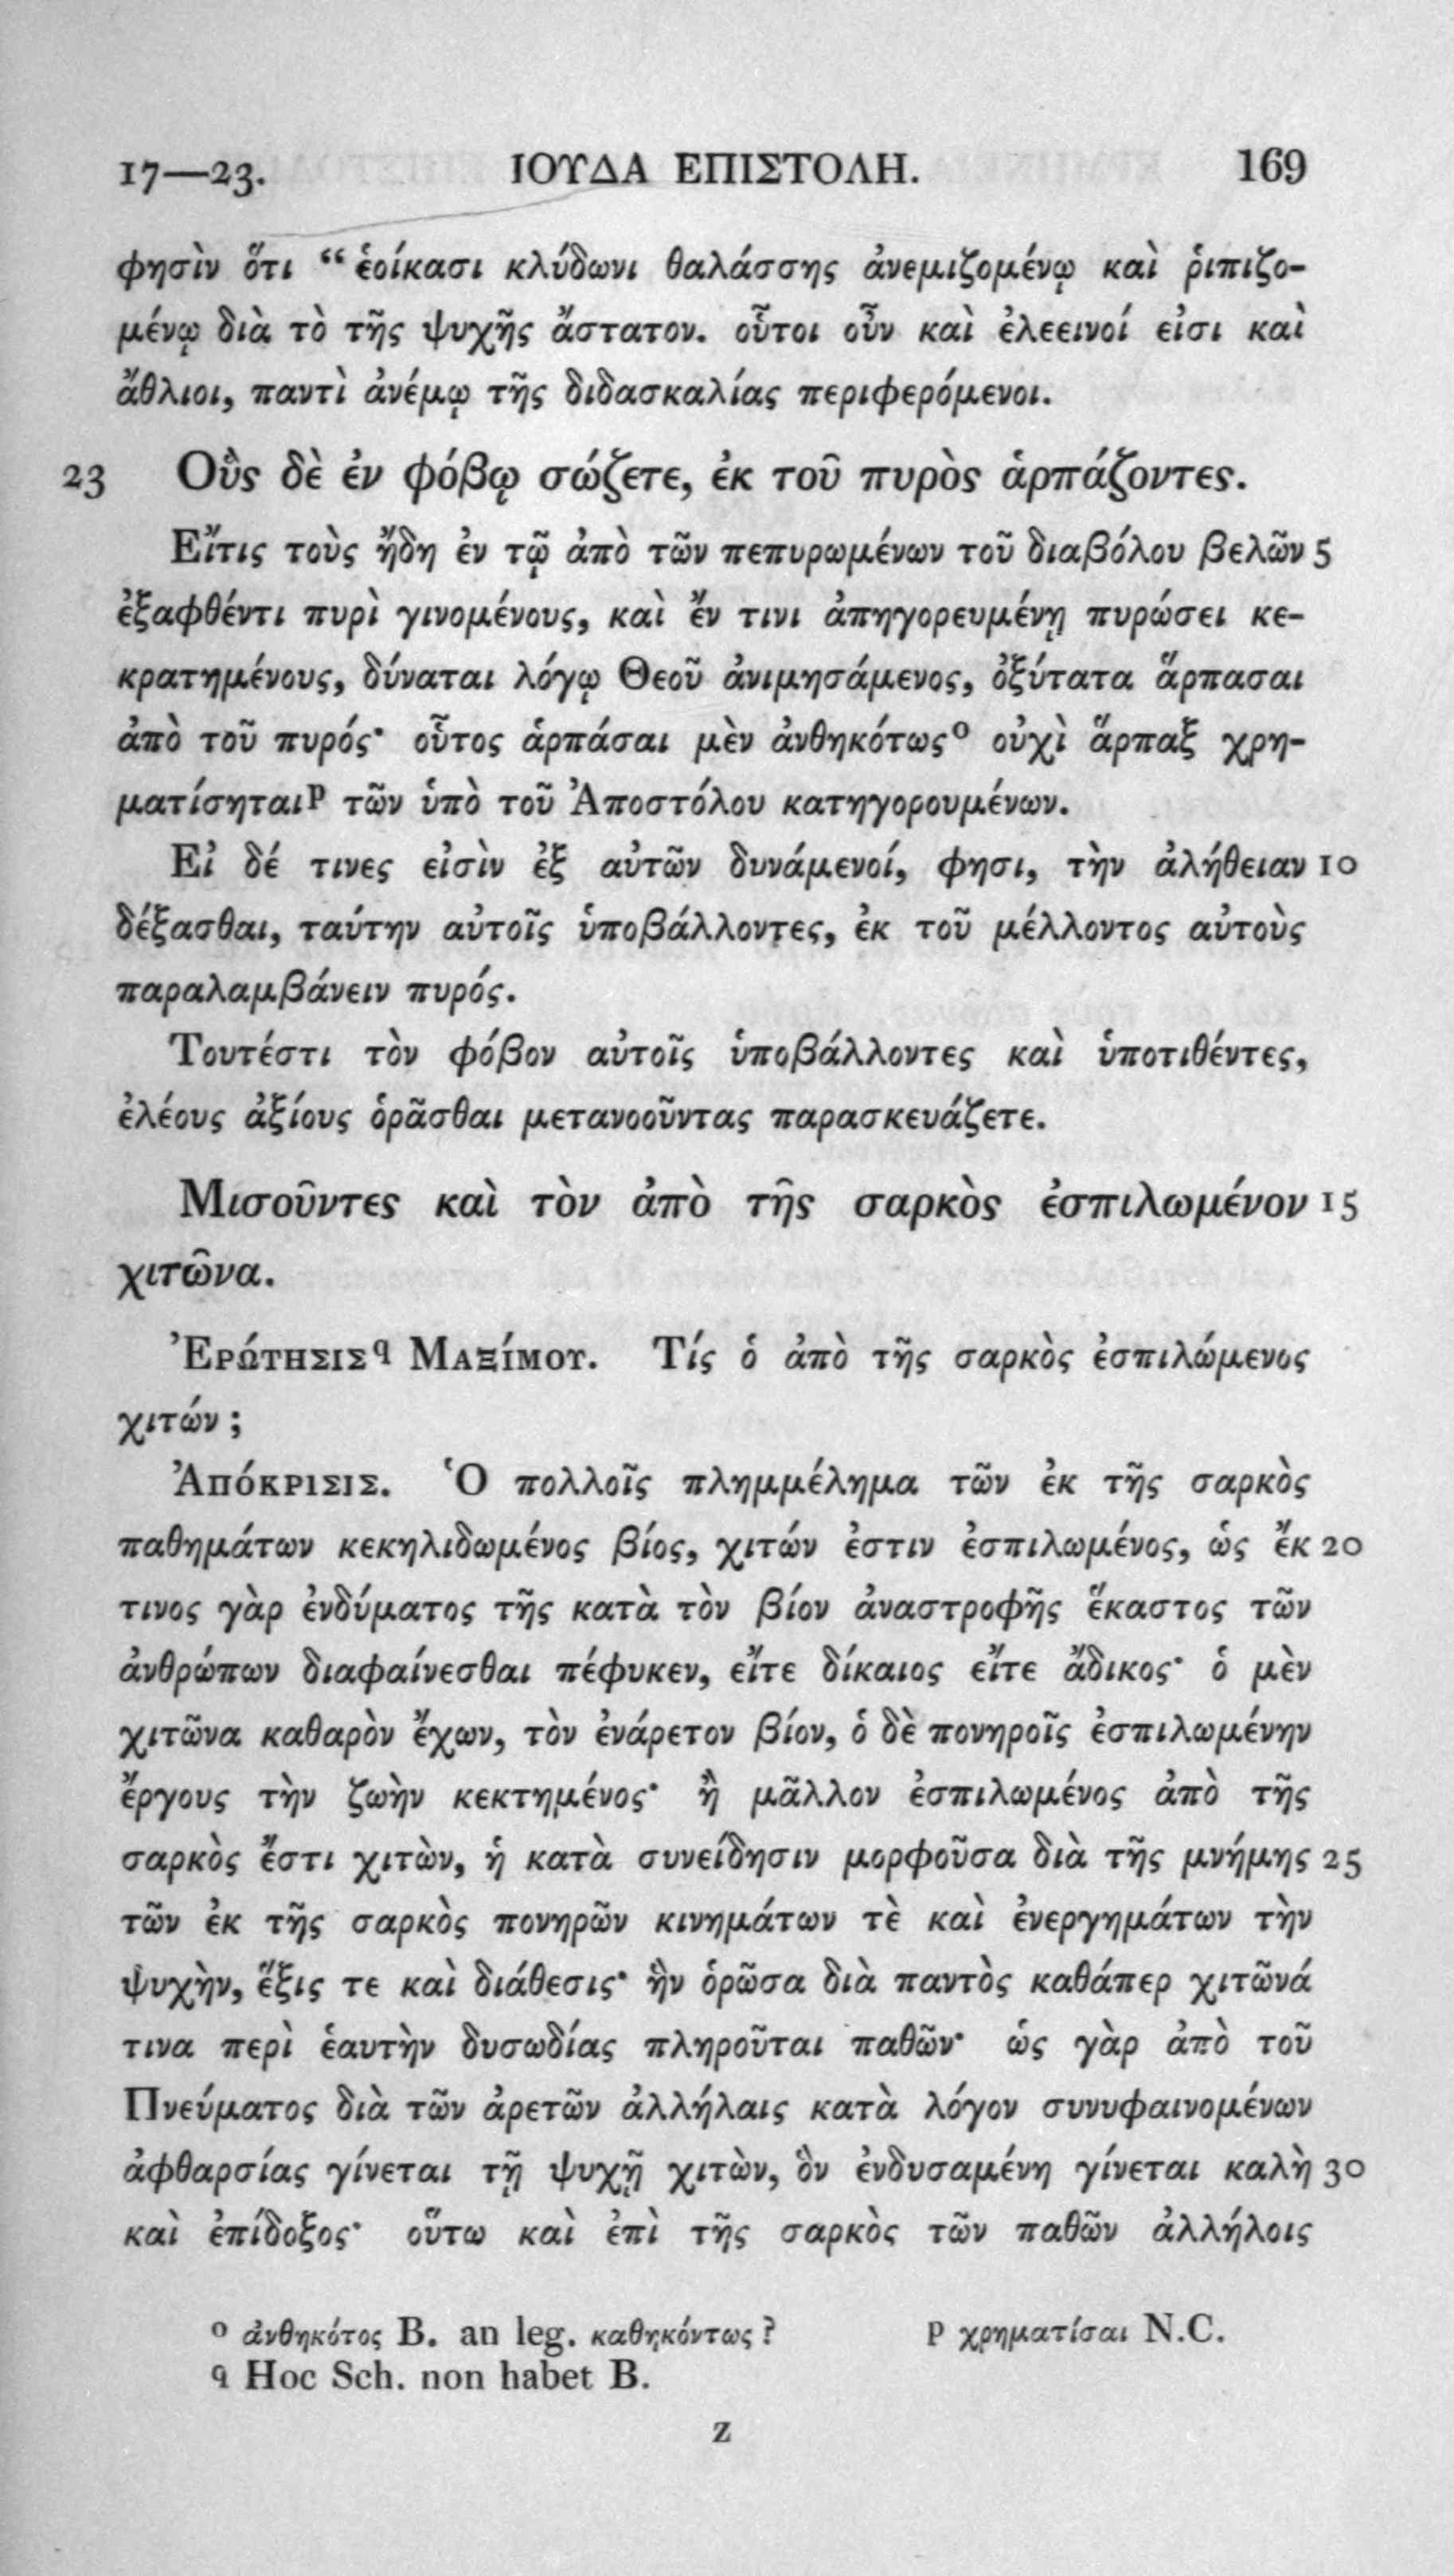 17—23. ΙΟΥΔΑ ΕΠΙΣΤΟΛΗ. 169
φησὶν ὅτι “ ἐοίκασι κλύδωνι θαλάσσης ἀνεμιζομένῳ καὶ ῥιπιζο-
μένῳ διὰ τὸ τῆς ψυχῆς ἄστατον. οὗτοι οὖν καὶ ἐλεεινοί εἰσι καὶ
ἄθλιοι, παντὶ ἀνέμῳ τῆς διδασκαλίας περιφερόμενοι.
23 Οὓς δὲ ἐν φόβῳ σώζετε, ἐκ τοῦ πυρὸς ἁρπάζοντες.
Εἴτις τοὺς ἤδη ἐν τῷ ἀπὸ τῶν πεπυρωμένων τοῦ διαβόλου βελῶν 5
ἐξαφθέντι πυρὶ γινομένους, καὶ ἔν τινι ἀπηγορευμένῃ πυρώσει κε-
κρατημένους, δύναται λόγῳ Θεοῦ ἀνιμησάμενος, ὀξύτατα ἅρπασαι
ἀπὸ τοῦ πυρός· οὗτος ἁρπάσαι μὲν ἀνθηκότωςο οὐχὶ ἅρπαξ χρη-
ματίσηταιp τῶν ὑπὸ τοῦ Ἀποστόλου κατηγορουμένων.
Εἰ δέ τινες εἰσὶν ἐξ αὐτῶν δυνάμενοί, φησι, τὴν ἀλήθειαν 10
δέξασθαι, ταύτην αὐτοῖς ὑποβάλλοντες, ἐκ τοῦ μέλλοντος αὐτοὺς
παραλαμβάνειν πυρός.
Τουτέστι τὸν φόβον αὐτοῖς ὑποβάλλοντες καὶ ὑποτιθέντες,
ἐλέους ἀξίους ὁρᾶσθαι μετανοοῦντας παρασκευάζετε.
Μισοῦντες καὶ τὸν ἀπὸ τῆς σαρκὸς ἐσπιλωμένον 15
χιτῶνα.
Ἐρώτησισq Μαξίμου. Τίς ὁ ἀπὸ τῆς σαρκὸς ἐσπιλώμενος
χιτών ;
Ἀπόκρισισ. Ὁ πολλοῖς πλημμέλημα τῶν ἐκ τῆς σαρκὸς
παθημάτων κεκηλιδωμένος βίος, χιτών ἐστιν ἐσπιλωμένος, ὡς ἔκ 20
τινος γὰρ ἐνδύματος τῆς κατὰ τὸν βίον ἀναστροφῆς ἕκαστος τῶν
ἀνθρώπων διαφαίνεσθαι πέφυκεν, εἴτε δίκαιος εἴτε ἄδικος· ὁ μὲν
χιτῶνα καθαρὸν ἔχων, τὸν ἐνάρετον βίον, ὁ δὲ πονηροῖς ἐσπιλωμένην
ἔργους τὴν ζωὴν κεκτημένος· ἢ μᾶλλον ἐσπιλωμένος ἀπὸ τῆς
σαρκὸς ἔστι χιτὼν, ἡ κατὰ συνείδησιν μορφοῦσα διὰ τῆς μνήμης 25
τῶν ἐκ τῆς σαρκὸς πονηρῶν κινημάτων τὲ καὶ ἐνεργημάτων τὴν
ψυχὴν, ἕξις τε καὶ διάθεσις· ἣν ὁρῶσα διὰ παντὸς καθάπερ χιτῶνά
τινα περὶ ἑαυτὴν δυσωδίας πληροῦται παθῶν· ὡς γὰρ ἀπὸ τοῦ
Πνεύματος διὰ τῶν ἀρετῶν ἀλλήλαις κατὰ λόγον συνυφαινομένων
ἀφθαρσίας γίνεται τῇ ψυχῇ χιτὼν, ὃν ἐνδυσαμένη γίνεται καλὴ 30
καὶ ἐπίδοξος· οὕτω καὶ ἐπὶ τῆς σαρκὸς τῶν παθῶν ἀλλήλοις
o ἀνθηκότος B. an leg. καθηκόντως ? p χρηματίσαι N.C.
q Hoc Sch. non habet B.
z